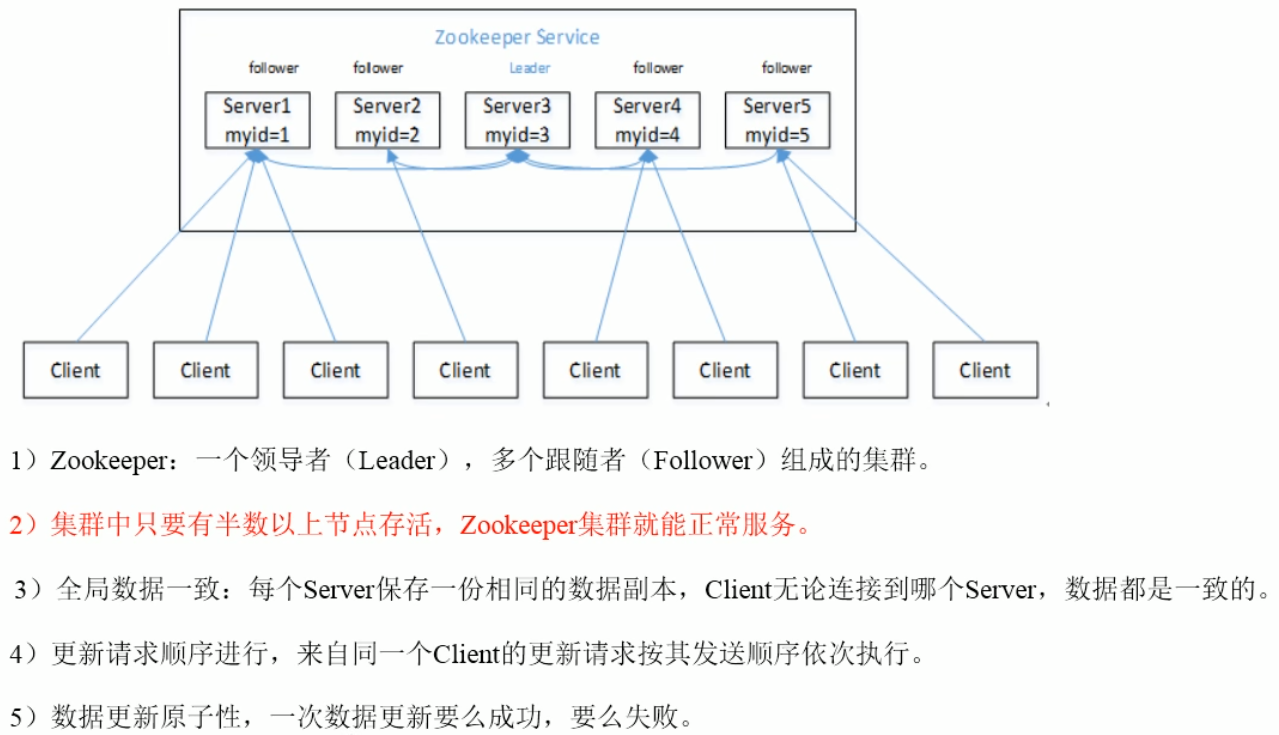 Zookeeper Service
follower follower Leader follower follower
Server1 Server2 Server3 Server4 Server5
myid=1 myid=2 myid=3 myid=4 myid=5
Client Client Client Client Client Client Client Client
1）Zookeeper：一个领导者（Leader），多个跟随者（Follower）组成的集群。
2）集群中只要有半数以上节点存活，Zookeeper集群就能正常服务。
3）全局数据一致：每个Server保存一份相同的数据副本，Client无论连接到哪个Server，数据都是一致的。
4）更新请求顺序进行，来自同一个Client的更新请求按其发送顺序依次执行。
5）数据更新原子性，一次数据更新要么成功，要么失败。